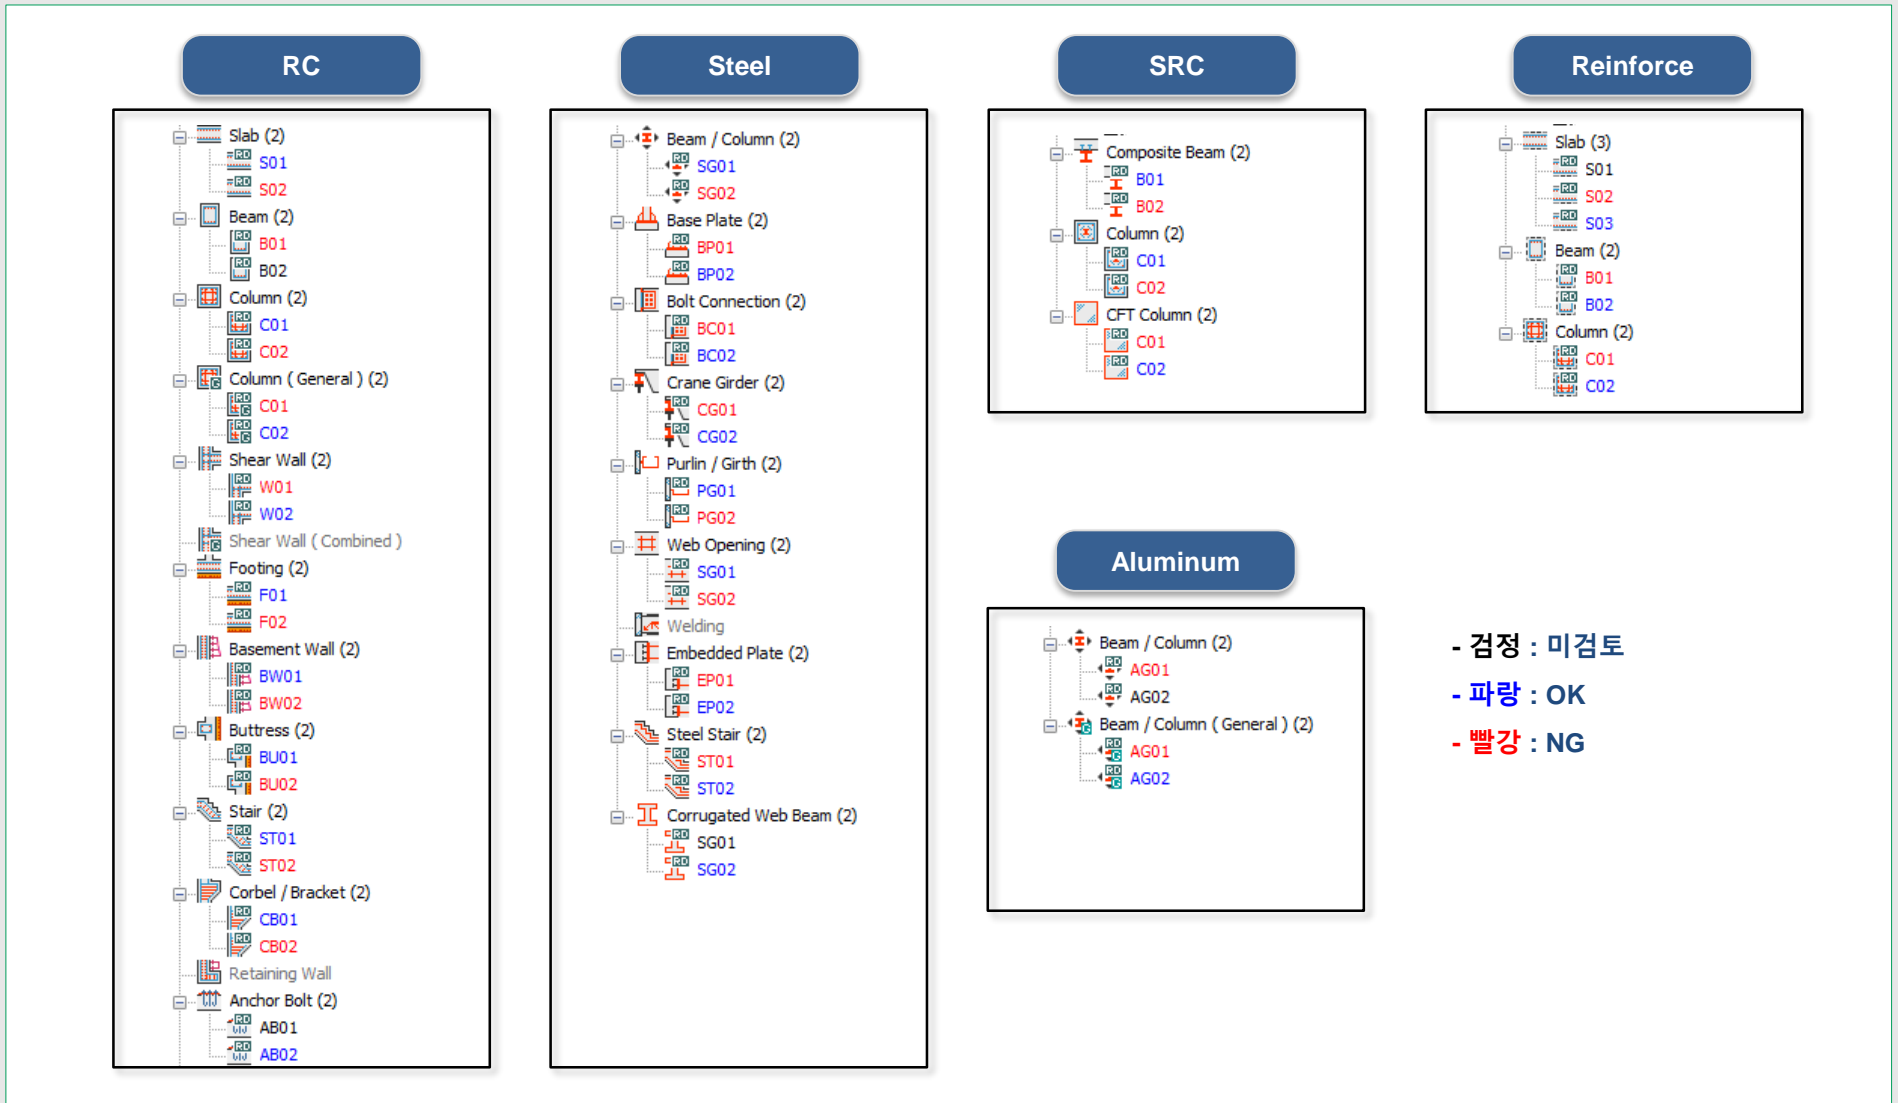 RC
Slab (2)
S01
S02
Beam (2)
B01
B02
Column (2)
C01
C02
Column ( General ) (2)
C01
C02
Shear Wall (2)
W01
W02
Shear Wall ( Combined )
Footing (2)
F01
F02
Basement Wall (2)
BW01
BW02
Buttress (2)
BU01
BU02
Stair (2)
ST01
ST02
Corbel / Bracket (2)
CB01
CB02
Retaining Wall
Anchor Bolt (2)
AB01
AB02
Steel
Beam / Column (2)
SG01
SG02
Base Plate (2)
BP01
BP02
Bolt Connection (2)
BC01
BC02
Crane Girder (2)
CG01
CG02
Purlin / Girth (2)
PG01
PG02
Web Opening (2)
SG01
SG02
Welding
Embedded Plate (2)
EP01
EP02
Steel Stair (2)
ST01
ST02
Corrugated Web Beam (2)
SG01
SG02
SRC
Composite Beam (2)
B01
B02
Column (2)
C01
C02
CFT Column (2)
C01
C02
Reinforce
Slab (3)
S01
S02
S03
Beam (2)
B01
B02
Column (2)
C01
C02
Aluminum
Beam / Column (2)
AG01
AG02
Beam / Column ( General ) (2)
AG01
AG02
- 검정 : 미검토
- 파랑 : OK
- 빨강 : NG